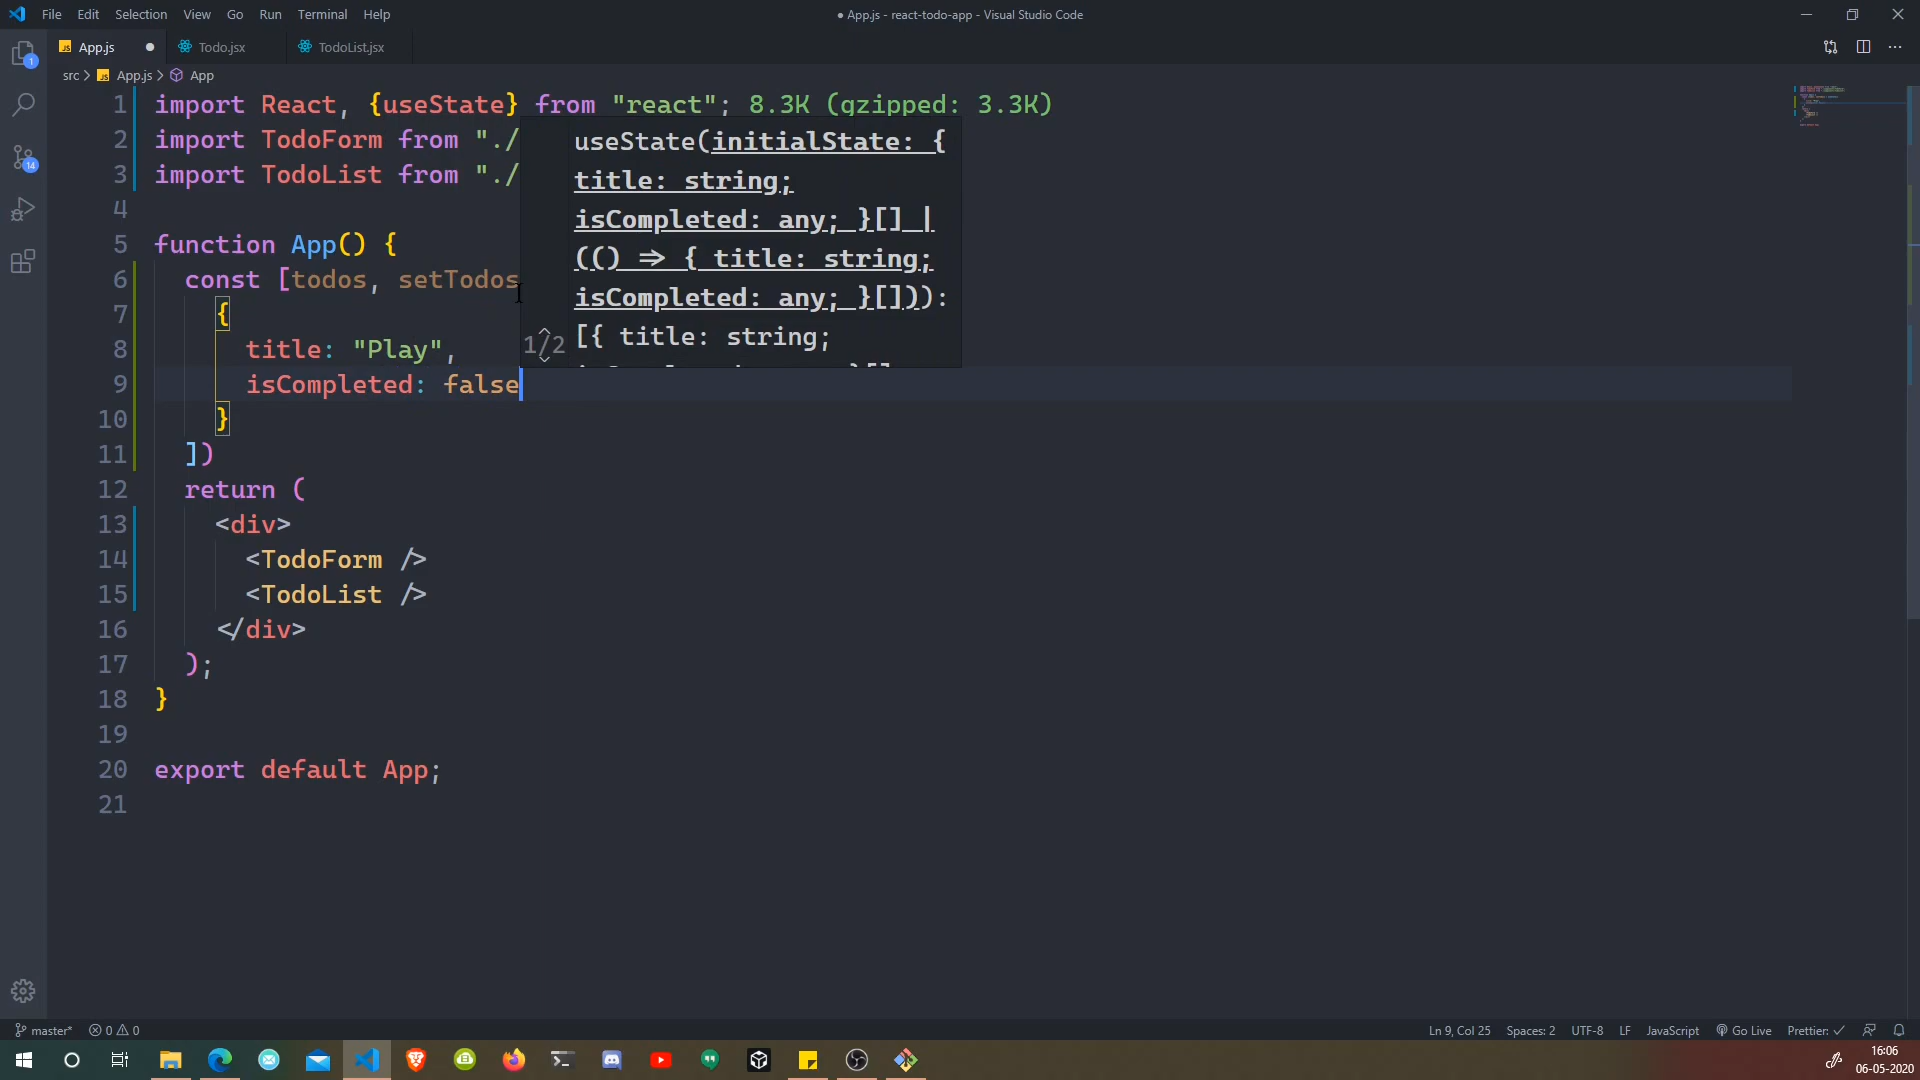 File Edit Selection View Go Run Terminal Help
● App.js - react-todo-app - Visual Studio Code
JS App.js ● Todo.jsx TodoList.jsx
src > JS App.js > App
1 import React, {useState} from "react"; 8.3K (gzipped: 3.3K)
2 import TodoForm from "./
3 import TodoList from "./
4
5 function App() {
6 const [todos, setTodos
7 {
8 title: "Play",
9 isCompleted: false
10 }
11 ])
12 return (
13 <div>
14 <TodoForm />
15 <TodoList />
16 </div>
17 );
18 }
19
20 export default App;
21
useState(initialState: {
title: string;
isCompleted: any; }[] |
(() => { title: string;
isCompleted: any; }[])):
1/2 [{ title: string;
1
14
master* 0 0
Ln 9, Col 25 Spaces: 2 UTF-8 LF JavaScript Go Live Prettier: ✓
16:06
06-05-2020